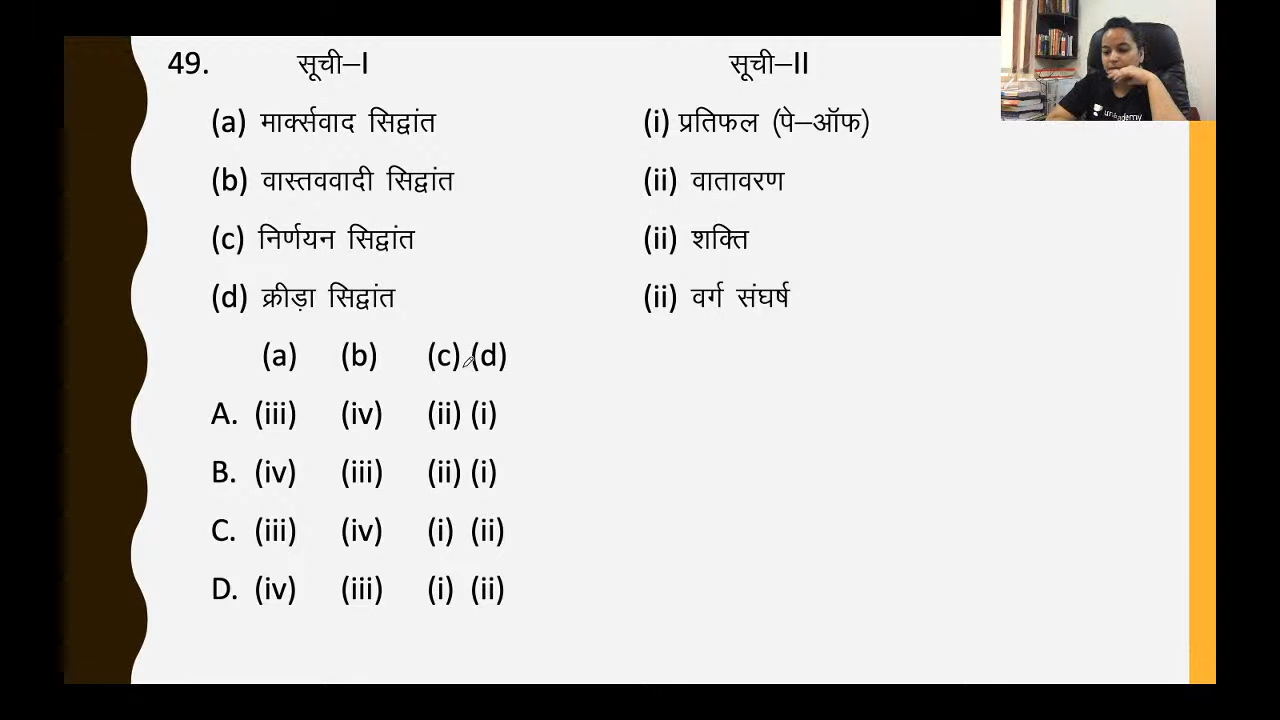 49. सूची–I सूची–II
(a) मार्क्सवाद सिद्वांत (i) प्रतिफल (पे–ऑफ)
(b) वास्तववादी सिद्वांत (ii) वातावरण
(c) निर्णयन सिद्वांत (ii) शक्ति
(d) क्रीड़ा सिद्वांत (ii) वर्ग संघर्ष
(a) (b) (c) (d)
A. (iii) (iv) (ii) (i)
B. (iv) (iii) (ii) (i)
C. (iii) (iv) (i) (ii)
D. (iv) (iii) (i) (ii)